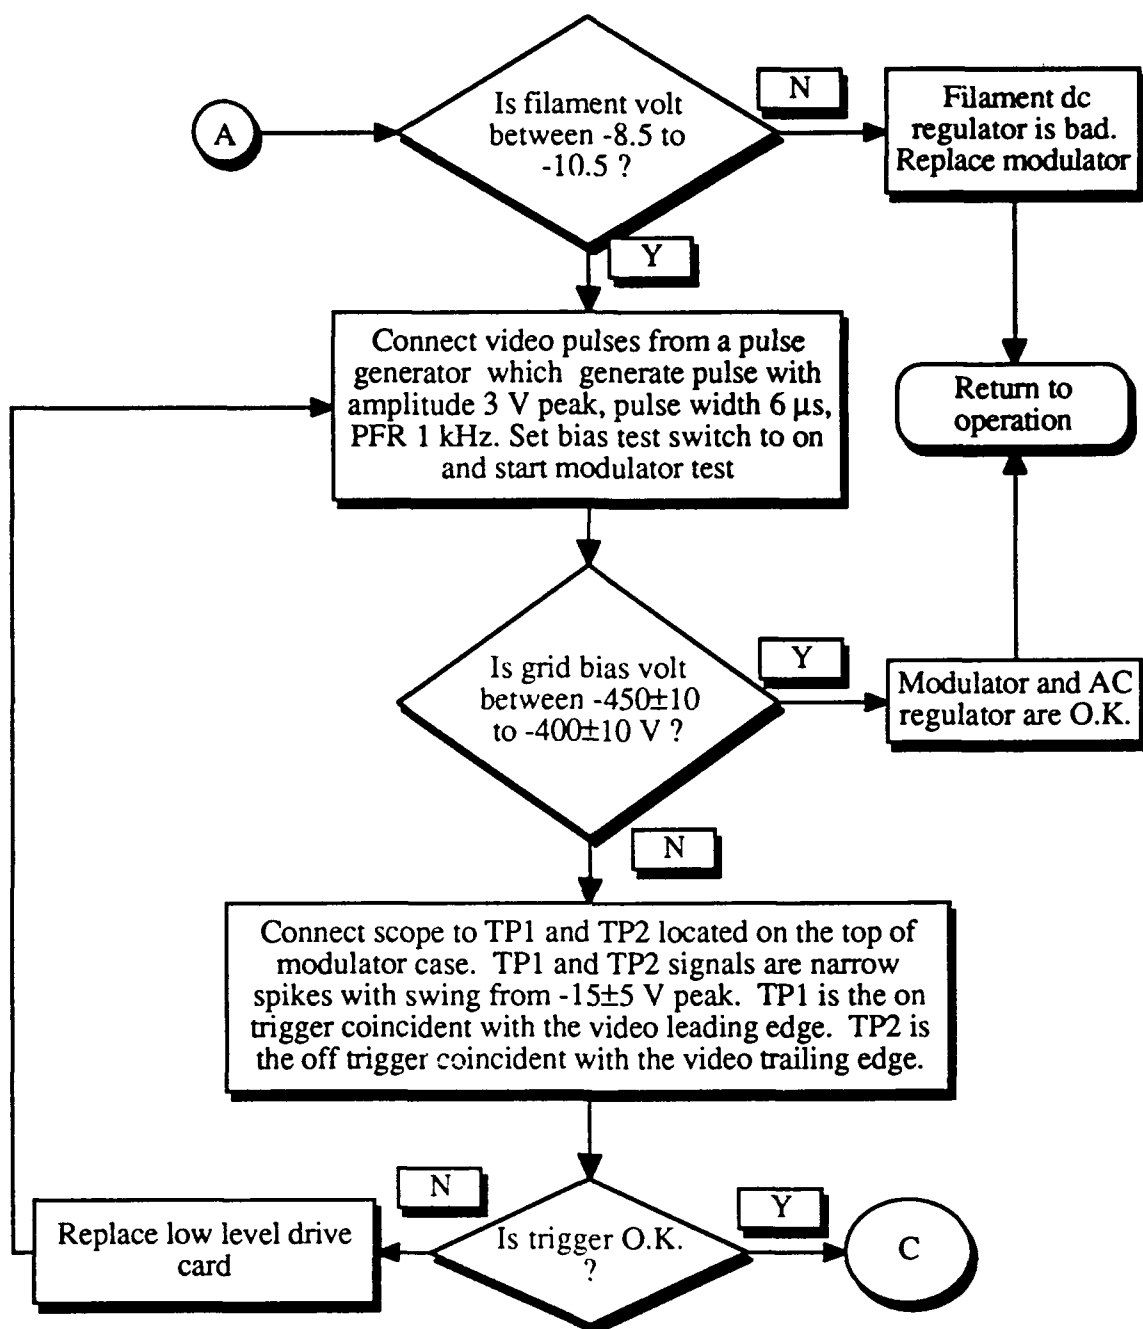 A
Is filament volt
between -8.5 to
-10.5 ?
N
Filament dc
regulator is bad.
Replace modulator
Y
Connect video pulses from a pulse
generator which generate pulse with
amplitude 3 V peak, pulse width 6 µs,
PFR 1 kHz. Set bias test switch to on
and start modulator test
Return to
operation
Is grid bias volt
between -450±10
to -400±10 V ?
Y
Modulator and AC
regulator are O.K.
N
Connect scope to TP1 and TP2 located on the top of
modulator case. TP1 and TP2 signals are narrow
spikes with swing from -15±5 V peak. TP1 is the on
trigger coincident with the video leading edge. TP2 is
the off trigger coincident with the video trailing edge.
N
Replace low level drive
card
Is trigger O.K.
?
Y
C